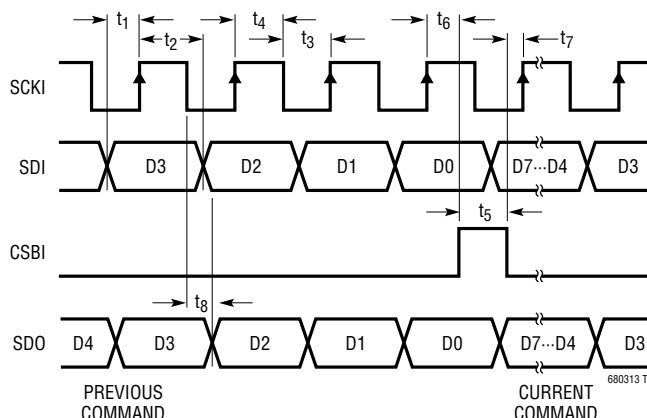 t1 t4 t6
t2 t3 t7
SCKI
SDI D3 D2 D1 D0 D7···D4 D3
t5
CSBI
t8
SDO D4 D3 D2 D1 D0 D7···D4 D3
680313 T
PREVIOUS COMMAND
CURRENT COMMAND